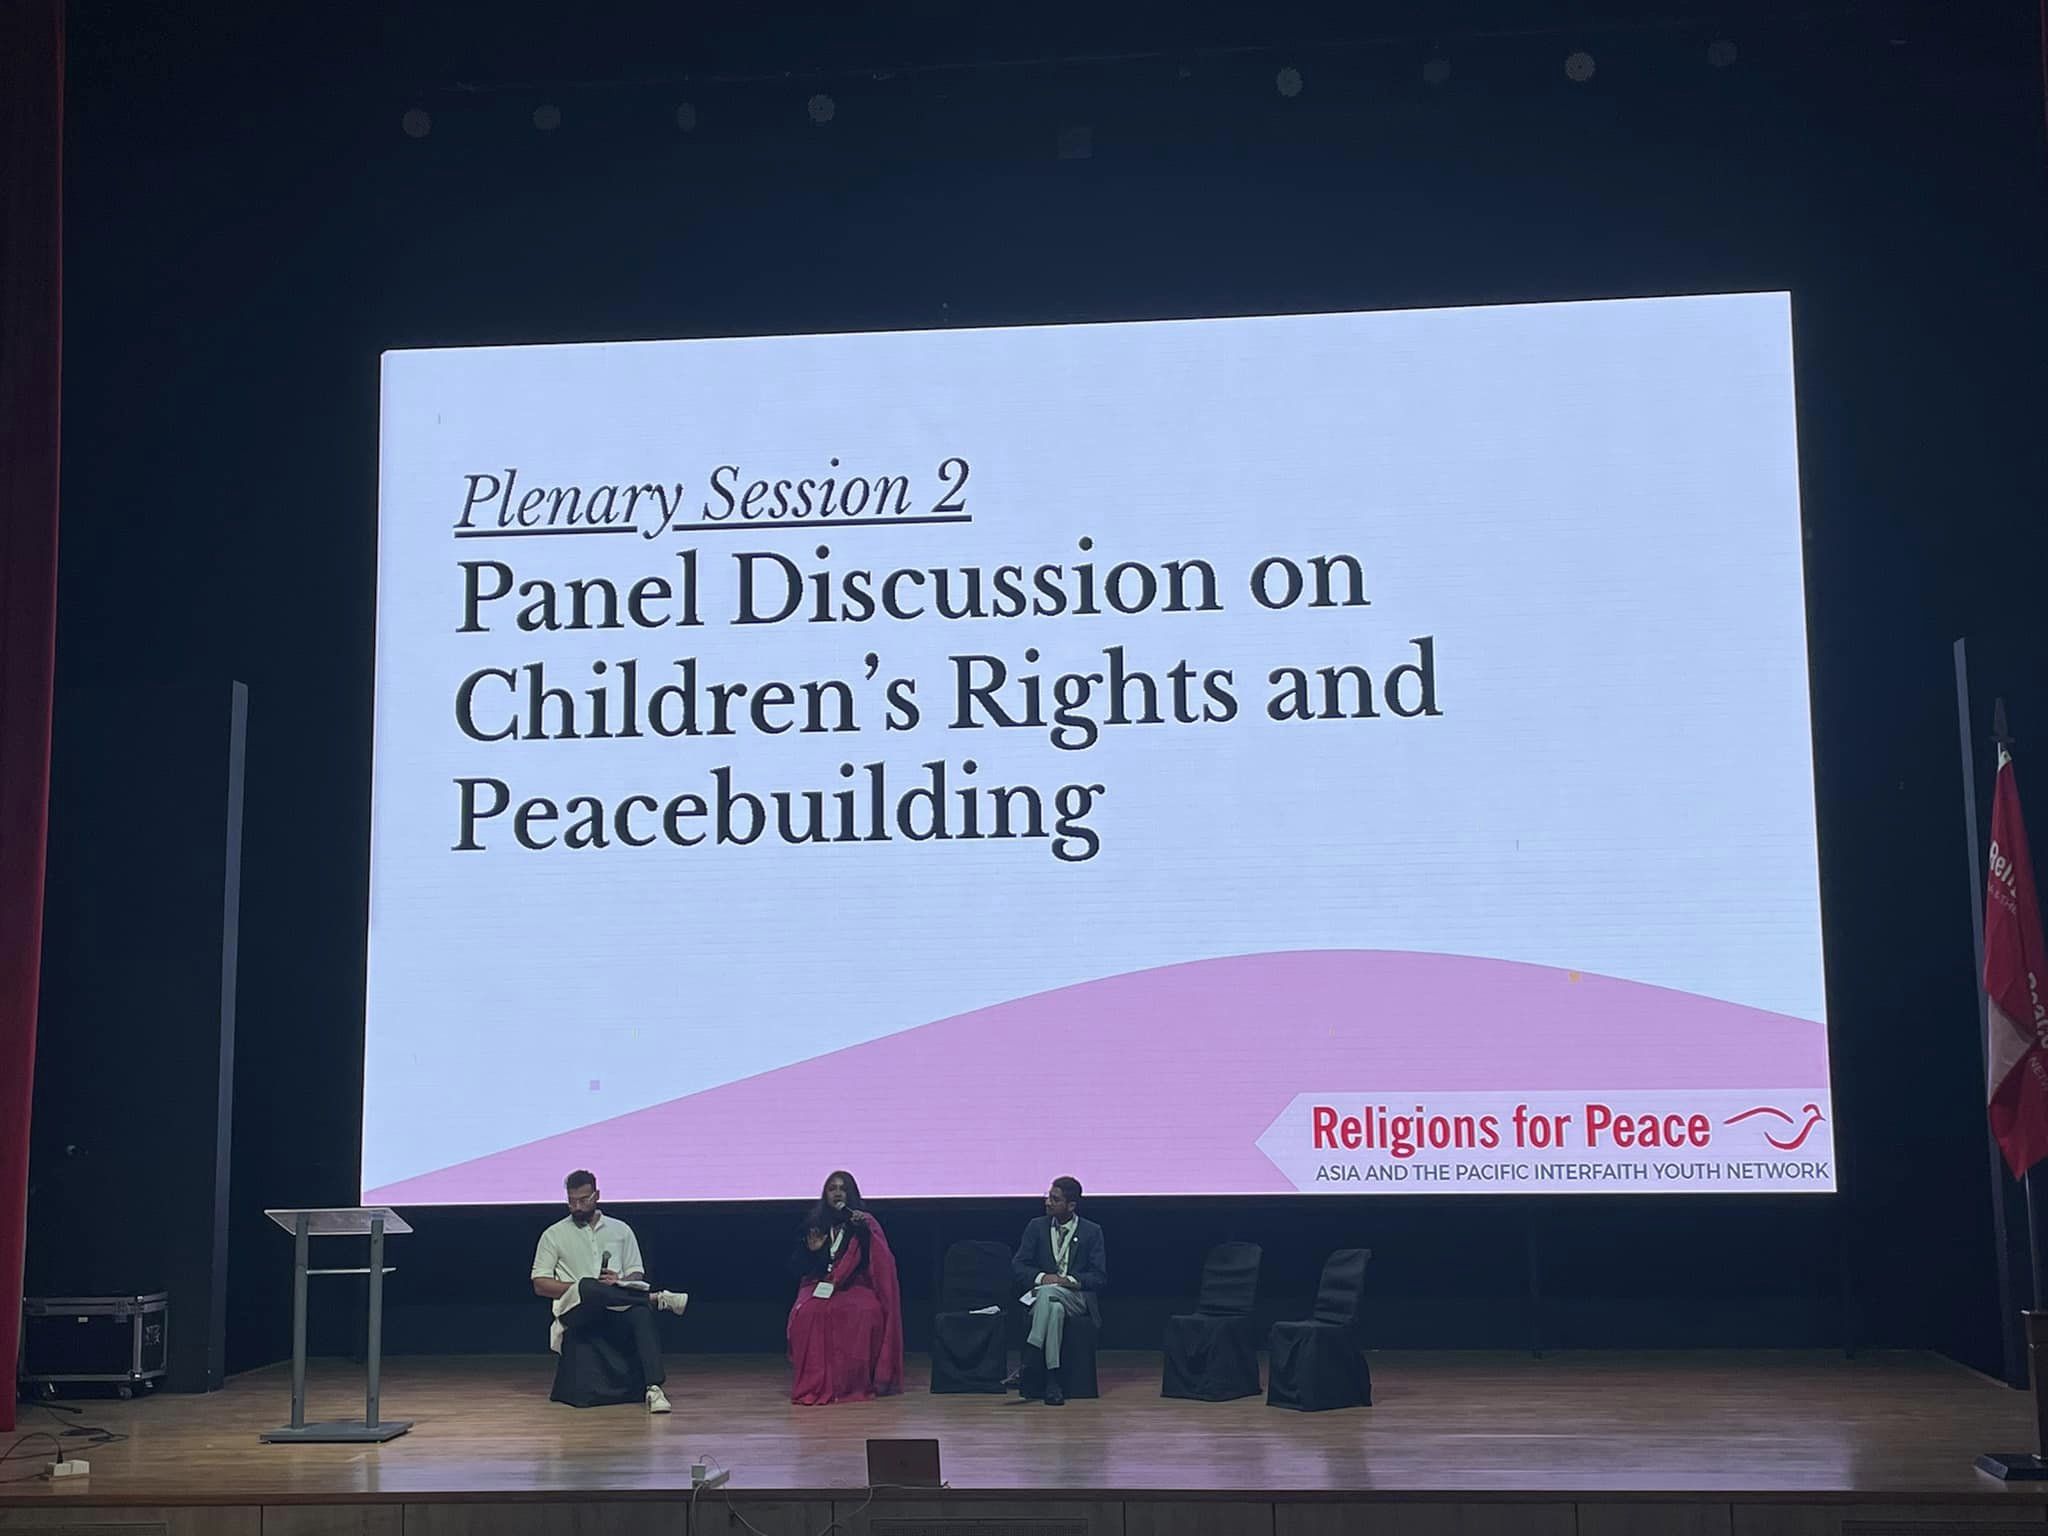 Plenary Session 2
Panel Discussion on
Children’s Rights and
Peacebuilding
Religions for Peace
ASIA AND THE PACIFIC INTERFAITH YOUTH NETWORK